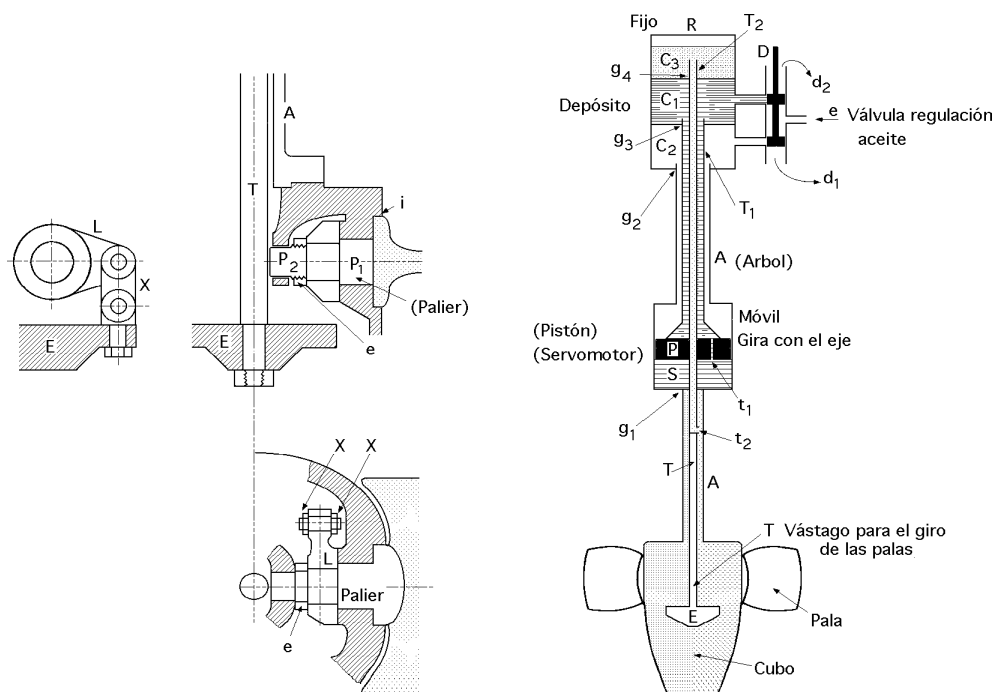 L
X
E
A
T
i
P2
P1
(Palier)
e
E
X
X
L
Palier
e
Fijo
R
T2
C3
D
g4
d2
Depósito
C1
e
Válvula regulación
aceite
g3
C2
d1
g2
T1
A (Arbol)
Móvil
Gira con el eje
(Pistón)
(Servomotor)
P
S
t1
g1
t2
T
A
T Vástago para el giro
de las palas
E
Pala
Cubo